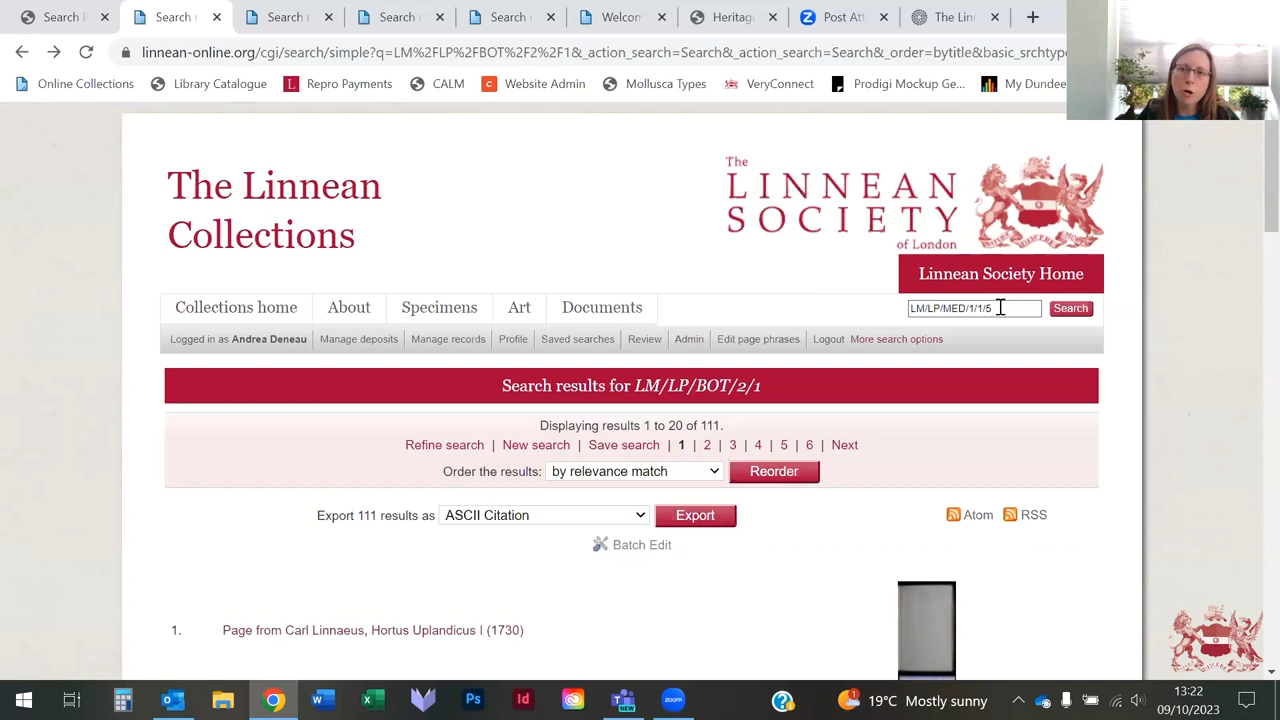 Search P
Search r
Search r
Search r
Search r
Welcom
Heritag
Post Att
The Linn
linnean-online.org/cgi/search/simple?q=LM%2FLP%2FBOT%2F2%2F1&_action_search=Search&_action_search=Search&_order=bytitle&basic_srchtype
Online Collections
Library Catalogue
Repro Payments
CALM
Website Admin
Mollusca Types
VeryConnect
Prodigi Mockup Ge...
My Dundee
The Linnean
Collections
The
LINNEAN
SOCIETY
of London
Linnean Society Home
Collections home
About
Specimens
Art
Documents
LM/LP/MED/1/1/5
Search
Logged in as Andrea Deneau
Manage deposits
Manage records
Profile
Saved searches
Review
Admin
Edit page phrases
Logout
More search options
Search results for LM/LP/BOT/2/1
Displaying results 1 to 20 of 111.
Refine search | New search | Save search | 1 | 2 | 3 | 4 | 5 | 6 | Next
Order the results: by relevance match Reorder
Export 111 results as ASCII Citation Export
Atom RSS
Batch Edit
1. Page from Carl Linnaeus, Hortus Uplandicus I (1730)
19°C Mostly sunny
13:22
09/10/2023